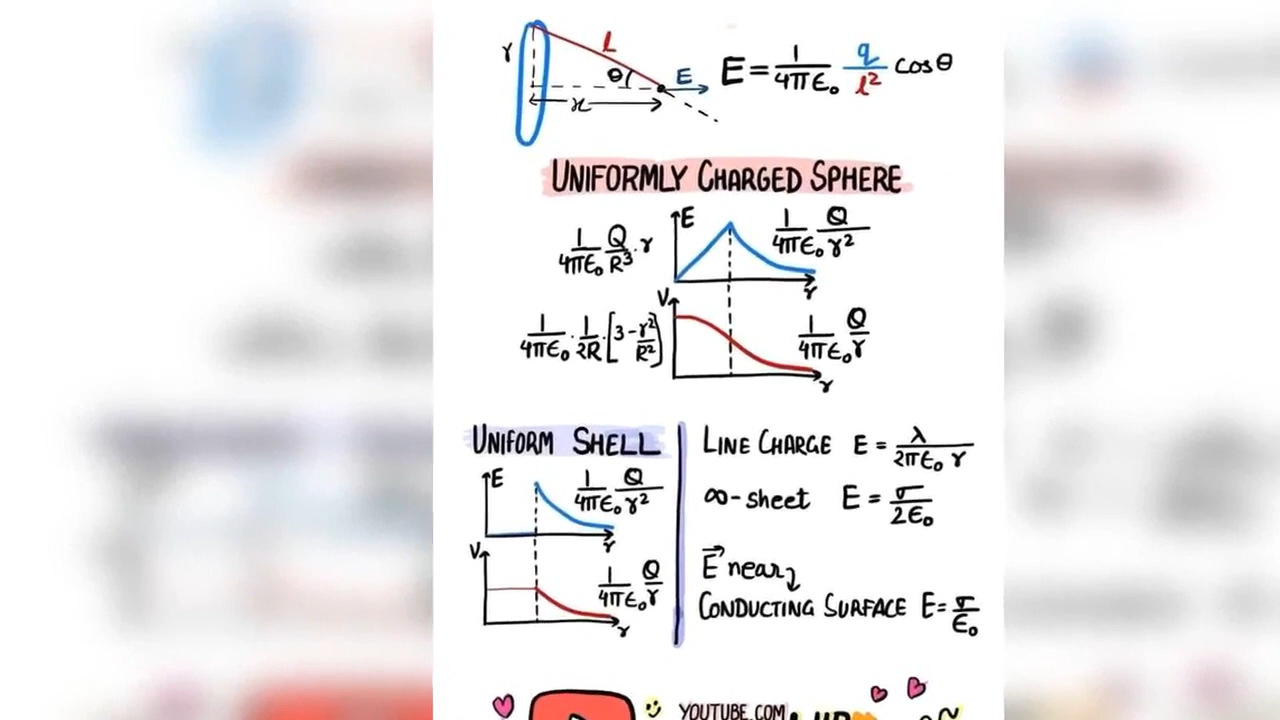 r l θ E x E = 1/4πε₀ q/l² cosθ
UNIFORMLY CHARGED SPHERE
1/4πε₀ Q/R³ · r E 1/4πε₀ Q/r² r
1/4πε₀ · 1/2R · [3 - r²/R²] V 1/4πε₀ Q/r r
UNIFORM SHELL
E 1/4πε₀ Q/r² r
V 1/4πε₀ Q/r r
LINE CHARGE E = λ/2πε₀ r
∞-sheet E = σ/2ε₀
E⃗ near
CONDUCTING SURFACE E = σ/ε₀
YOUTUBE.COM